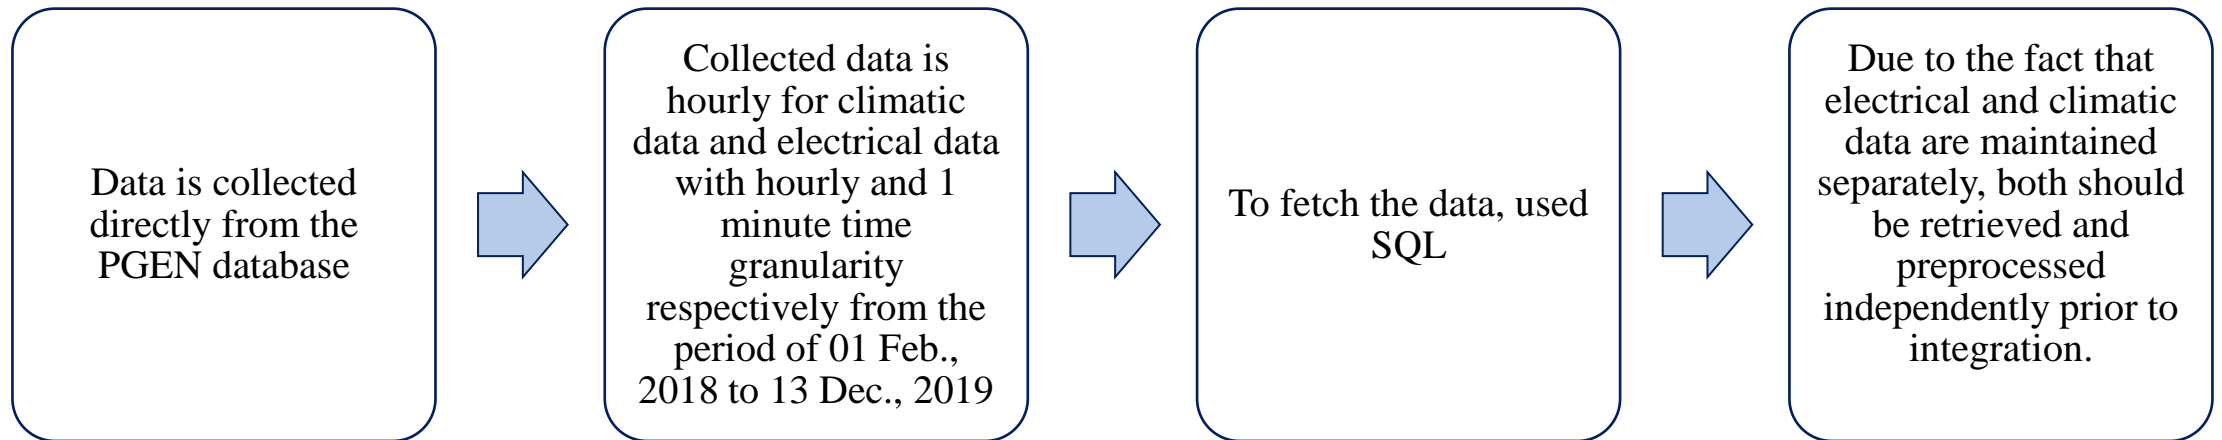 Data is collected
directly from the
PGEN database
Collected data is
hourly for climatic
data and electrical data
with hourly and 1
minute time
granularity
respectively from the
period of 01 Feb.,
2018 to 13 Dec., 2019
To fetch the data, used
SQL
Due to the fact that
electrical and climatic
data are maintained
separately, both should
be retrieved and
preprocessed
independently prior to
integration.